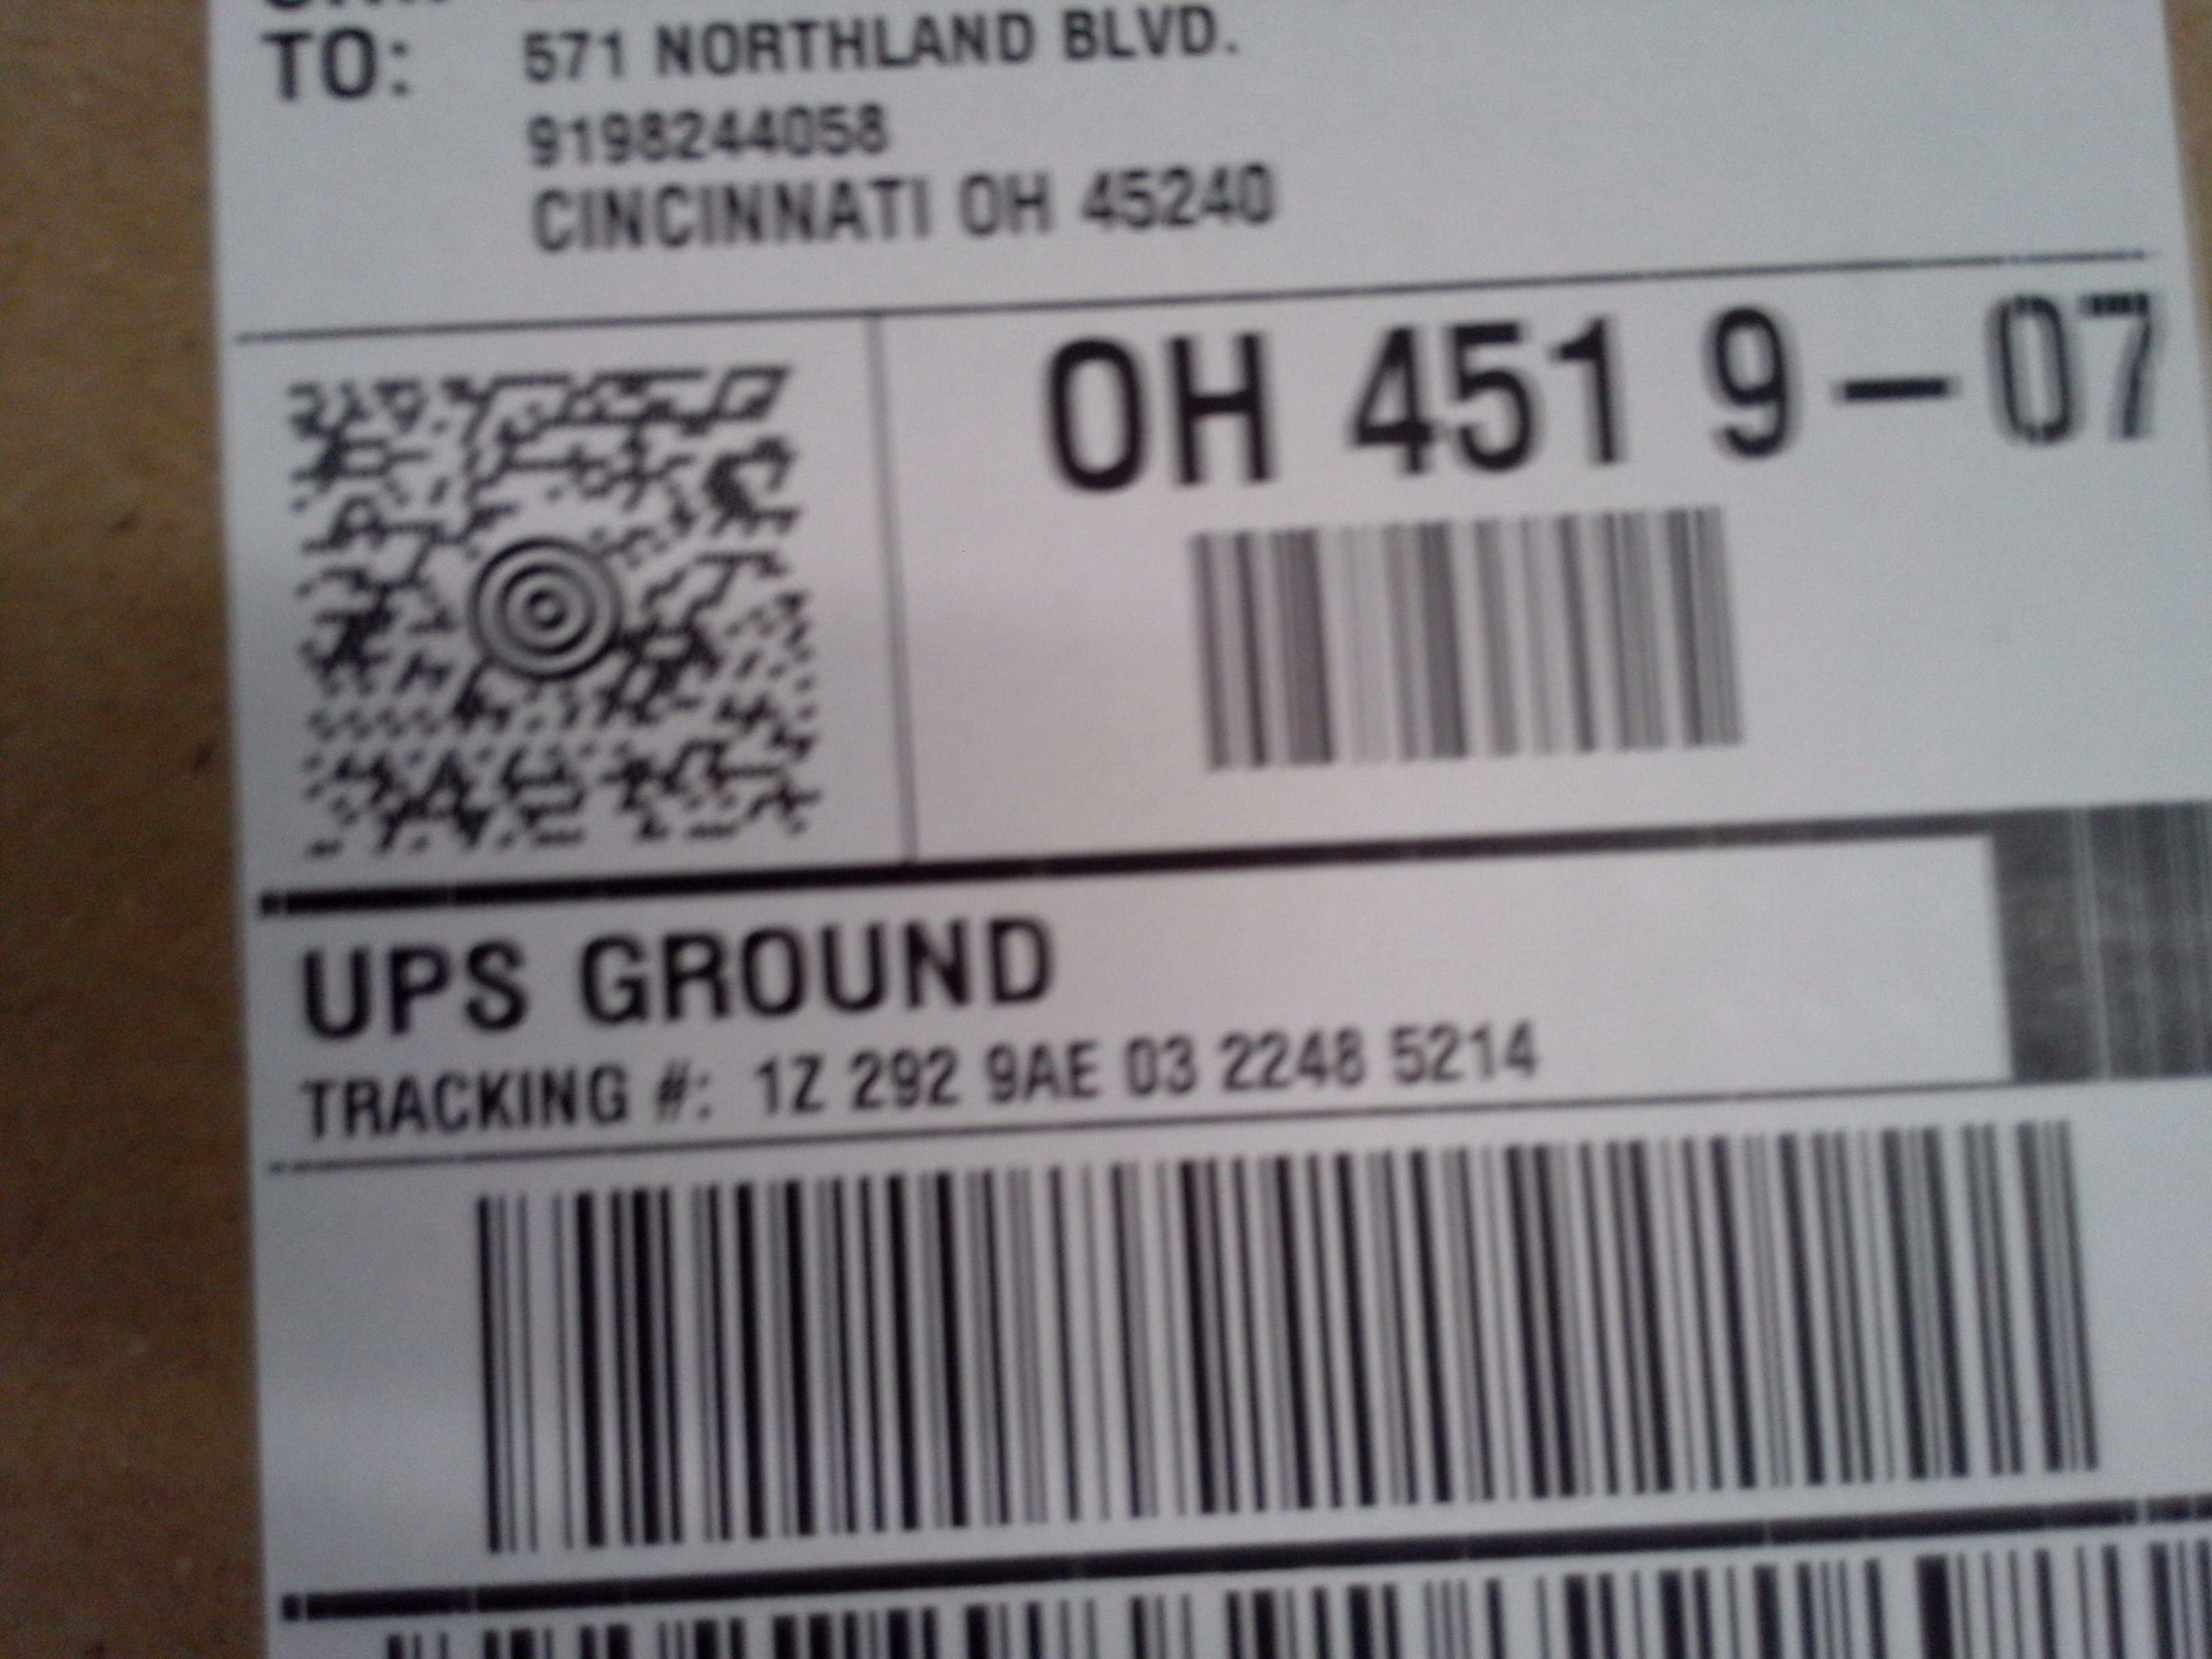 TO: 571 NORTHLAND BLVD.
9198244058
CINCINNATI OH 45240
OH 451 9-07
UPS GROUND
TRACKING #: 1Z 292 9AE 03 2248 5214